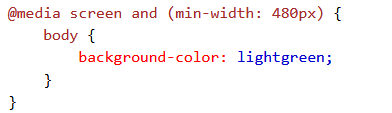 @media screen and (min-width: 480px) {
    body {
        background-color: lightgreen;
    }
}